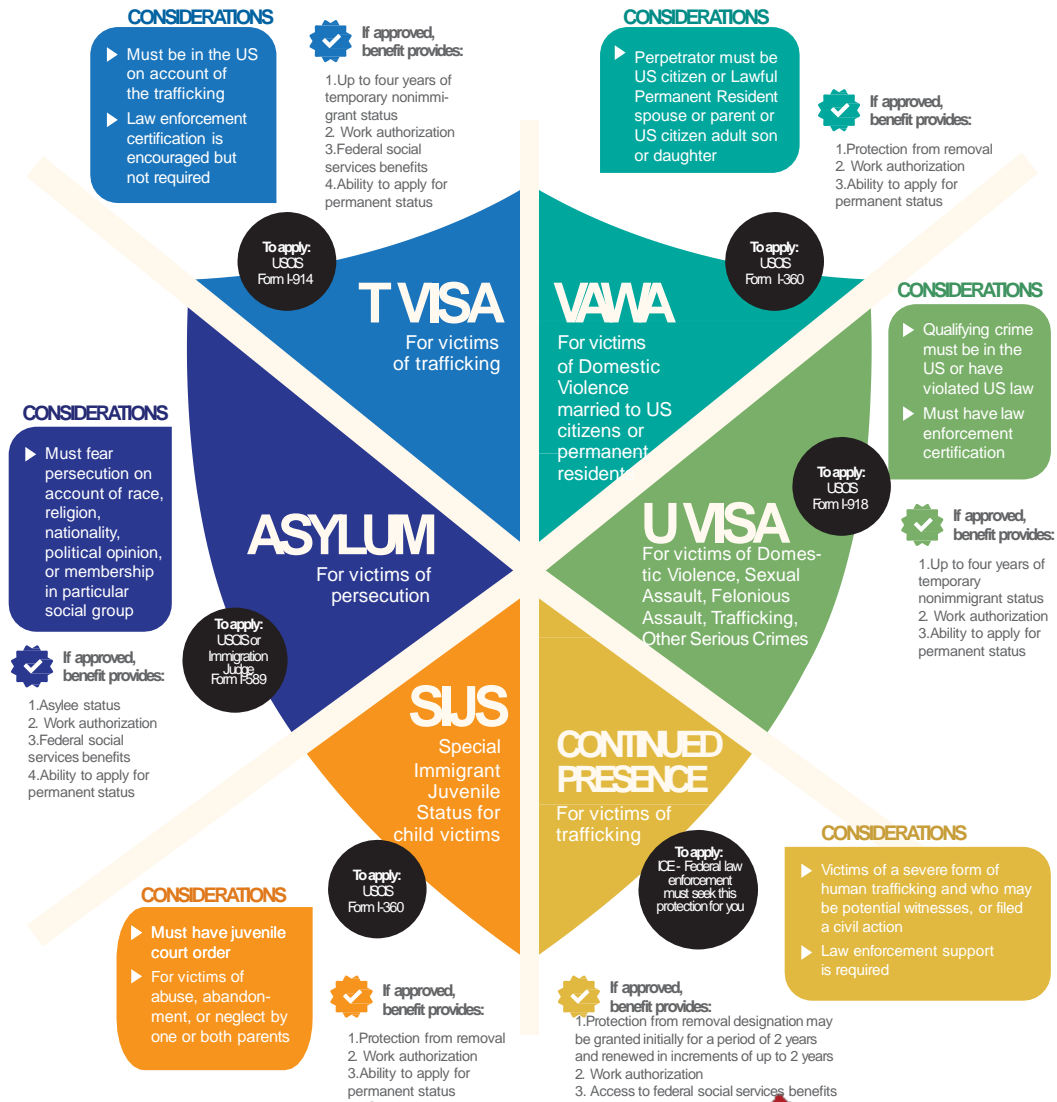 CONSIDERATIONS
Must be in the US
on account of
the trafficking
Law enforcement
certification is
encouraged but
not required
If approved,
benefit provides:
1.Up to four years of
temporary nonimmi-
grant status
2. Work authorization
3.Federal social
services benefits
4.Ability to apply for
permanent status
To apply:
USCIS
Form I-914
T VISA
For victims
of trafficking
CONSIDERATIONS
Perpetrator must be
US citizen or Lawful
Permanent Resident
spouse or parent or
US citizen adult son
or daughter
If approved,
benefit provides:
1.Protection from removal
2. Work authorization
3.Ability to apply for
permanent status
To apply:
USCIS
Form I-360
VAWA
For victims
of Domestic
Violence
married to US
citizens or
permanent
resident
CONSIDERATIONS
Qualifying crime
must be in the
US or have
violated US law
Must have law
enforcement
certification
To apply:
USCIS
Form I-918
If approved,
benefit provides:
1.Up to four years of
temporary
nonimmigrant status
2. Work authorization
3.Ability to apply for
permanent status
U VISA
For victims of Domes-
tic Violence, Sexual
Assault, Felonious
Assault, Trafficking,
Other Serious Crimes
CONSIDERATIONS
Must fear
persecution on
account of race,
religion,
nationality,
political opinion,
or membership
in particular
social group
ASYLUM
For victims of
persecution
To apply:
USCIS or
Immigration
Judge
Form I-589
If approved,
benefit provides:
1.Asylee status
2. Work authorization
3.Federal social
services benefits
4.Ability to apply for
permanent status
SIJS
Special
Immigrant
Juvenile
Status for
child victims
To apply:
USCIS
Form I-360
CONSIDERATIONS
Must have juvenile
court order
For victims of
abuse, abandon-
ment, or neglect by
one or both parents
If approved,
benefit provides:
1.Protection from removal
2. Work authorization
3.Ability to apply for
permanent status
CONTINUED
PRESENCE
For victims of
trafficking
To apply:
ICE - Federal law
enforcement
must seek this
protection for you
CONSIDERATIONS
Victims of a severe form of
human trafficking and who may
be potential witnesses, or filed
a civil action
Law enforcement support
is required
If approved,
benefit provides:
1.Protection from removal designation may
be granted initially for a period of 2 years
and renewed in increments of up to 2 years
2. Work authorization
3. Access to federal social services benefits